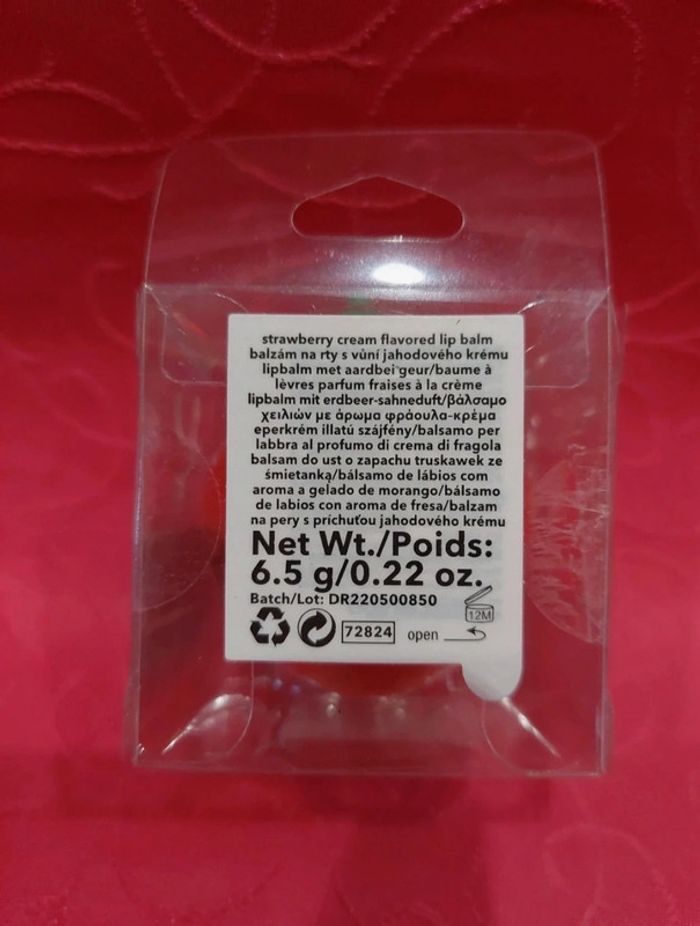 strawberry cream flavored lip balm
balzám na rty s vůní jahodového krému
lipbalm met aardbei geur/baume à
lèvres parfum fraises à la crème
lipbalm mit erdbeer-sahneduft/βάλσαμο
χειλιών με άρωμα φράουλα-κρέμα
eperkrém illatú szájfény/balsamo per
labbra al profumo di crema di fragola
balsam do ust o zapachu truskawek ze
śmietanką/bálsamo de lábios com
aroma a gelado de morango/bálsamo
de labios con aroma de fresa/balzam
na pery s príchuťou jahodového krému
Net Wt./Poids:
6.5 g/0.22 oz.
Batch/Lot: DR220500850
12M
72824 open